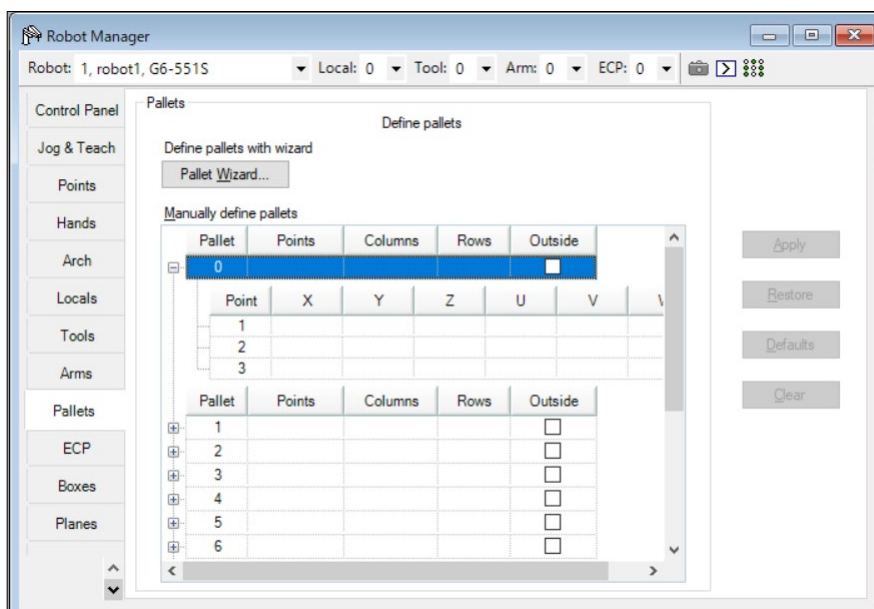 Robot Manager
Robot: 1, robot1, G6-551S Local: 0 Tool: 0 Arm: 0 ECP: 0
Control Panel
Jog & Teach
Points
Hands
Arch
Locals
Tools
Arms
Pallets
ECP
Boxes
Planes
Pallets
Define pallets
Define pallets with wizard
Pallet Wizard...
Manually define pallets
Pallet Points Columns Rows Outside
0
Point X Y Z U V
1
2
3
Pallet Points Columns Rows Outside
1
2
3
4
5
6
Apply
Restore
Defaults
Clear